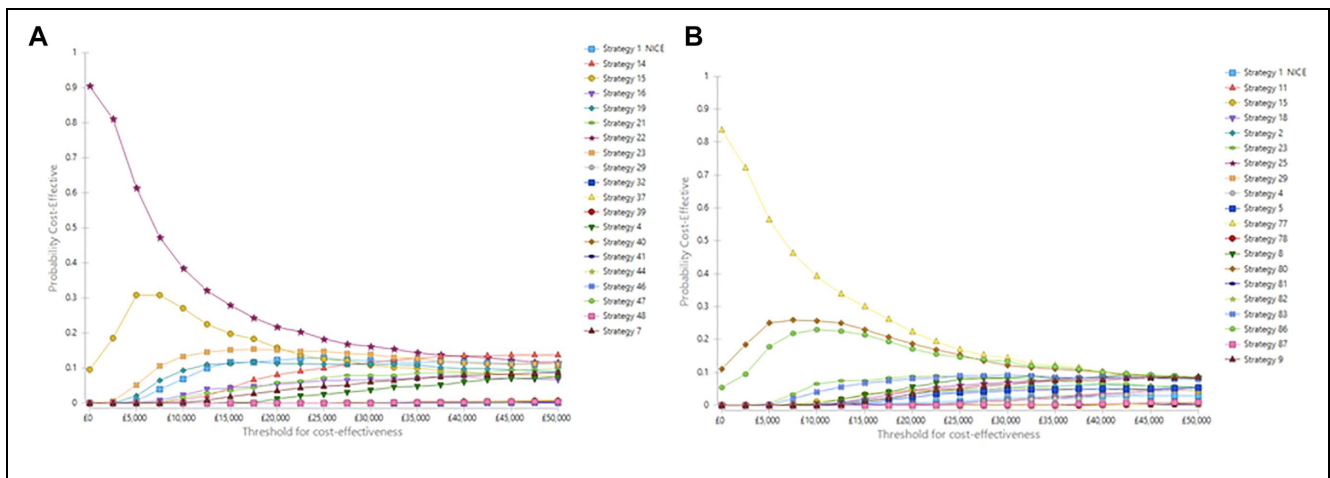 A
Probability Cost-Effective
1
0.9
0.8
0.7
0.6
0.5
0.4
0.3
0.2
0.1
0
£0
£5,000
£10,000
£15,000
£20,000
£25,000
£30,000
£35,000
£40,000
£45,000
£50,000
Threshold for cost-effectiveness
Strategy 1 NICE
Strategy 14
Strategy 15
Strategy 16
Strategy 19
Strategy 21
Strategy 22
Strategy 23
Strategy 29
Strategy 32
Strategy 37
Strategy 39
Strategy 4
Strategy 40
Strategy 41
Strategy 44
Strategy 46
Strategy 47
Strategy 48
Strategy 7
B
Probability Cost-Effective
1
0.9
0.8
0.7
0.6
0.5
0.4
0.3
0.2
0.1
0
£0
£5,000
£10,000
£15,000
£20,000
£25,000
£30,000
£35,000
£40,000
£45,000
£50,000
Threshold for cost-effectiveness
Strategy 1 NICE
Strategy 11
Strategy 15
Strategy 18
Strategy 2
Strategy 23
Strategy 25
Strategy 29
Strategy 4
Strategy 5
Strategy 77
Strategy 78
Strategy 8
Strategy 80
Strategy 81
Strategy 82
Strategy 83
Strategy 86
Strategy 87
Strategy 9